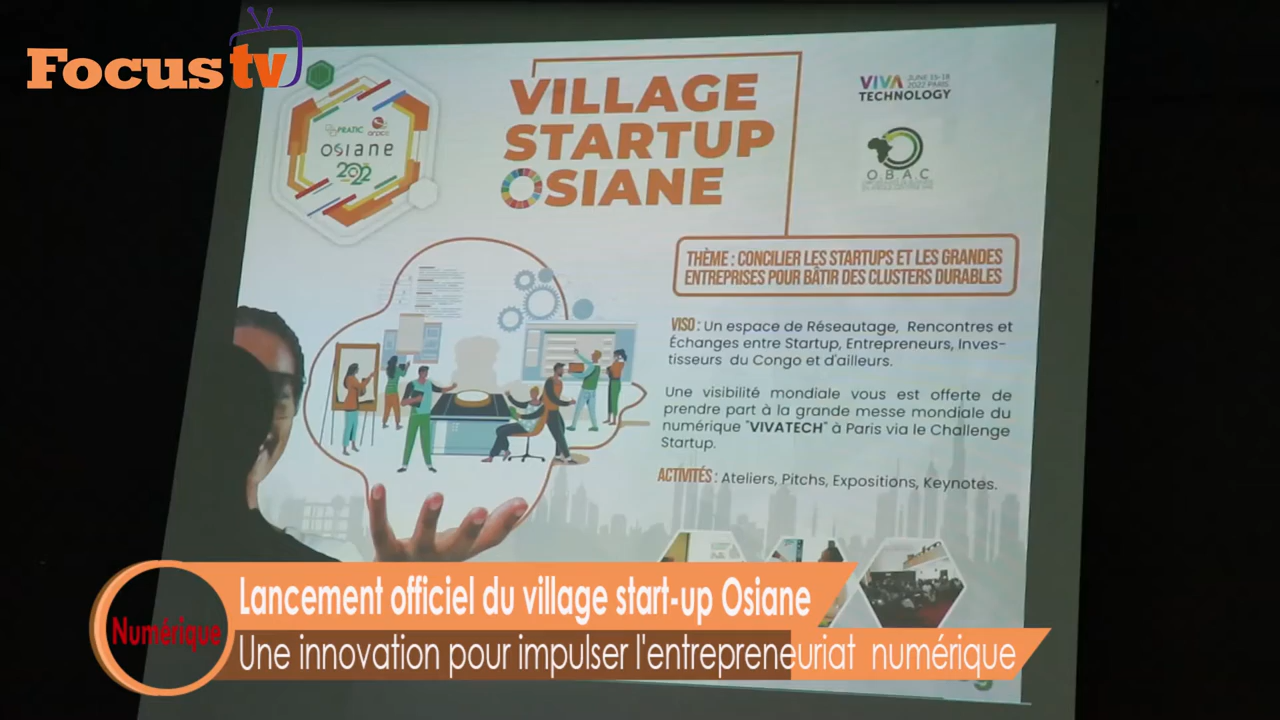 Focus tv
VILLAGE
STARTUP
OSIANE
PRATIC arpce
OSIANE
2022
VIVA JUNE 15-18
2022 PARIS
TECHNOLOGY
O.B.A.C
THÈME : CONCILIER LES STARTUPS ET LES GRANDES
ENTREPRISES POUR BÂTIR DES CLUSTERS DURABLES
VISO : Un espace de Réseautage, Rencontres et
Échanges entre Startup, Entrepreneurs, Inves-
tisseurs du Congo et d'ailleurs.
Une visibilité mondiale vous est offerte de
prendre part à la grande messe mondiale du
numérique "VIVATECH" à Paris via le Challenge
Startup.
ACTIVITÉS : Ateliers, Pitchs, Expositions, Keynotes.
Numérique
Lancement officiel du village start-up Osiane
Une innovation pour impulser l'entrepreneuriat numérique